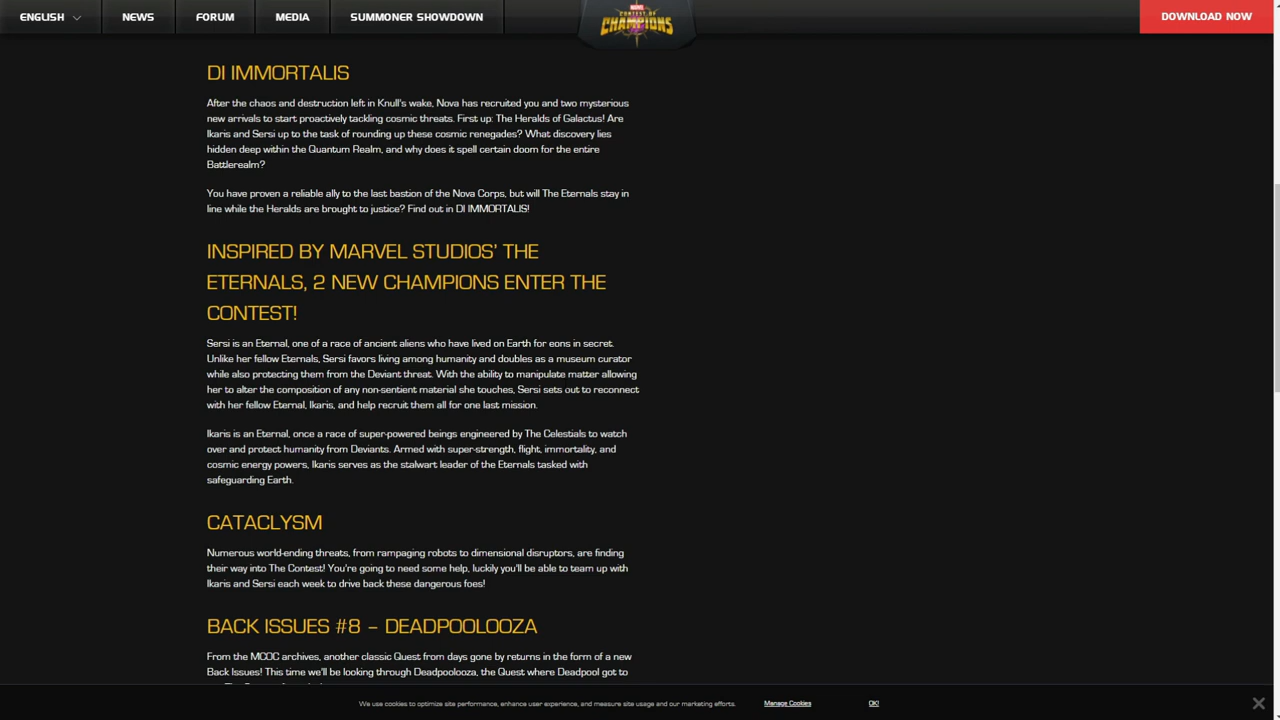 ENGLISH NEWS FORUM MEDIA SUMMONER SHOWDOWN MARVEL CONTEST OF CHAMPIONS DOWNLOAD NOW
DI IMMORTALIS
After the chaos and destruction left in Knull's wake, Nova has recruited you and two mysterious
new arrivals to start proactively tackling cosmic threats. First up: The Heralds of Galactus! Are
Ikaris and Sersi up to the task of rounding up these cosmic renegades? What discovery lies
hidden deep within the Quantum Realm, and why does it spell certain doom for the entire
Battlerealm?
You have proven a reliable ally to the last bastion of the Nova Corps, but will The Eternals stay in
line while the Heralds are brought to justice? Find out in DI IMMORTALIS!
INSPIRED BY MARVEL STUDIOS' THE
ETERNALS, 2 NEW CHAMPIONS ENTER THE
CONTEST!
Sersi is an Eternal, one of a race of ancient aliens who have lived on Earth for eons in secret.
Unlike her fellow Eternals, Sersi favors living among humanity and doubles as a museum curator
while also protecting them from the Deviant threat. With the ability to manipulate matter allowing
her to alter the composition of any non-sentient material she touches, Sersi sets out to reconnect
with her fellow Eternal, Ikaris, and help recruit them all for one last mission.
Ikaris is an Eternal, once a race of super-powered beings engineered by The Celestials to watch
over and protect humanity from Deviants. Armed with super-strength, flight, immortality, and
cosmic energy powers, Ikaris serves as the stalwart leader of the Eternals tasked with
safeguarding Earth.
CATACLYSM
Numerous world-ending threats, from rampaging robots to dimensional disruptors, are finding
their way into The Contest! You're going to need some help, luckily you'll be able to team up with
Ikaris and Sersi each week to drive back these dangerous foes!
BACK ISSUES #8 – DEADPOOLOOZA
From the MCOC archives, another classic Quest from days gone by returns in the form of a new
Back Issues! This time we'll be looking through Deadpoolooza, the Quest where Deadpool got to
We use cookies to optimize site performance, enhance user experience, and measure site usage and our marketing efforts. Manage Cookies OK!